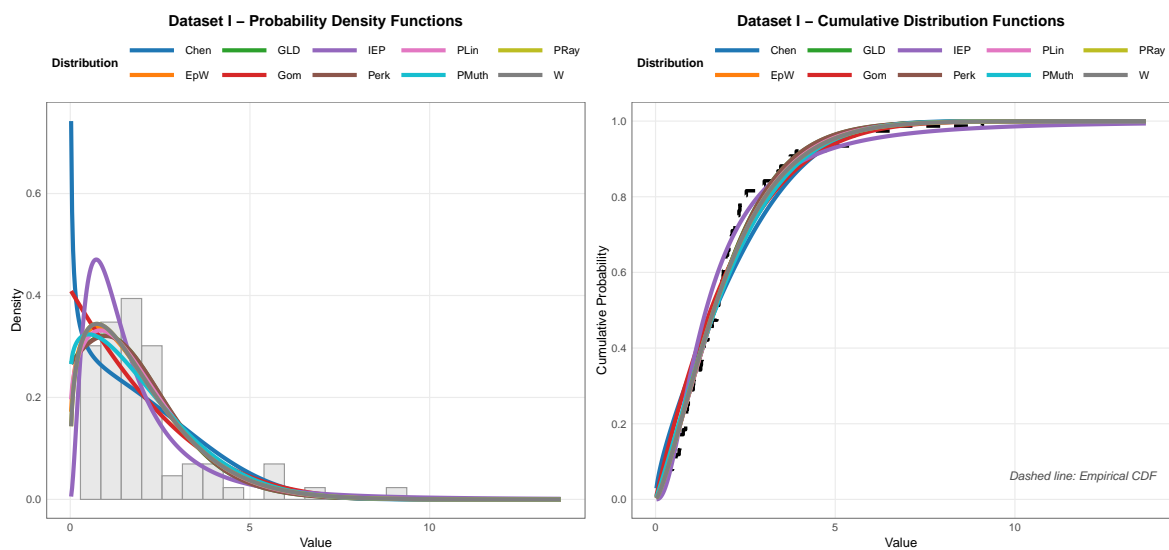 Dataset I – Probability Density Functions
Distribution
Chen GLD IEP PLin PRay
EpW Gom Perk PMuth W
Density
0.6
0.4
0.2
0.0
0 5 10
Value
Dataset I – Cumulative Distribution Functions
Distribution
Chen GLD IEP PLin PRay
EpW Gom Perk PMuth W
Cumulative Probability
1.0
0.8
0.6
0.4
0.2
0.0
Dashed line: Empirical CDF
0 5 10
Value